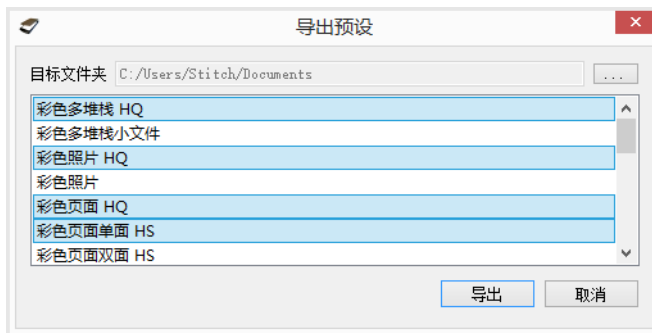 导出预设
目标文件夹 C:/Users/Stitch/Documents ...
彩色多堆栈 HQ
彩色多堆栈小文件
彩色照片 HQ
彩色照片
彩色页面 HQ
彩色页面单面 HS
彩色页面双面 HS
导出 取消